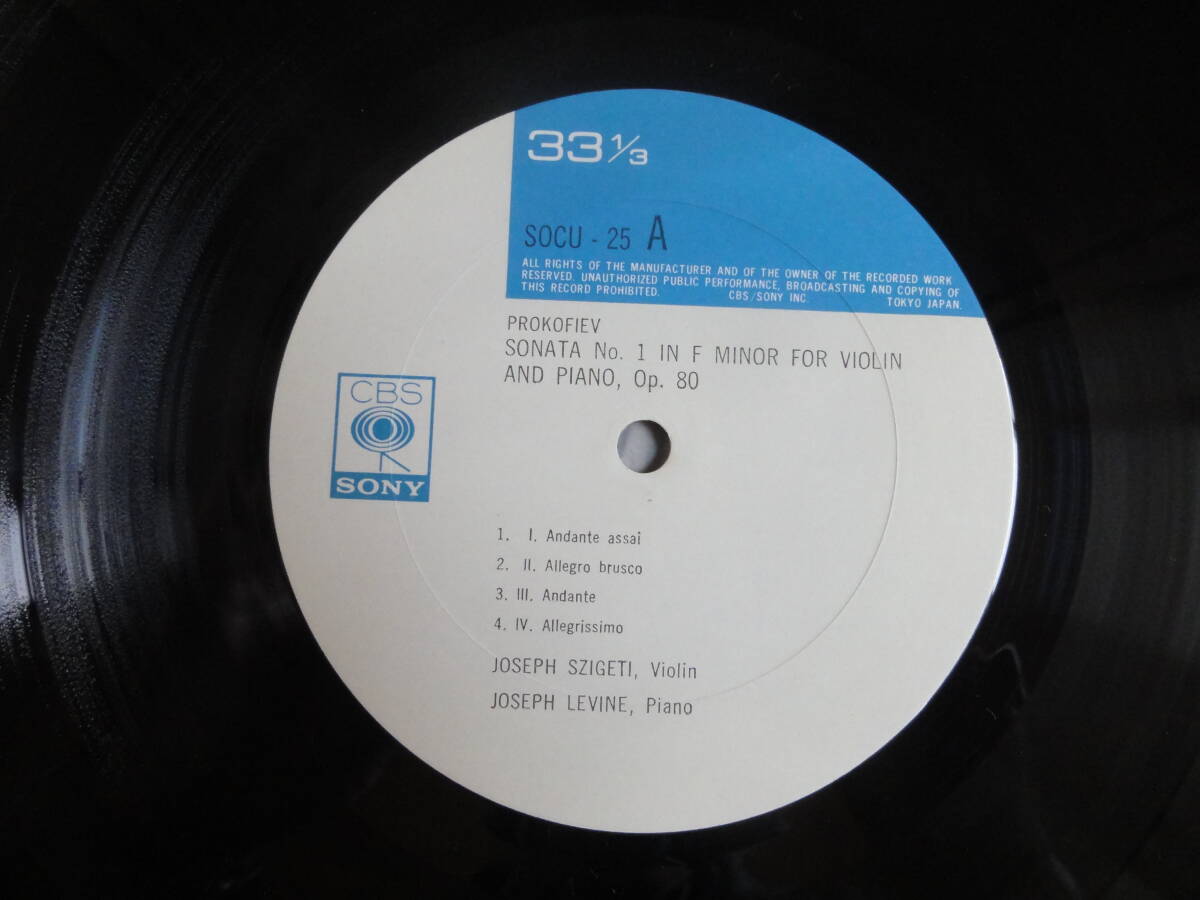 33 1/3
SOCU - 25 A
ALL RIGHTS OF THE MANUFACTURER AND OF THE OWNER OF THE RECORDED WORK
RESERVED. UNAUTHORIZED PUBLIC PERFORMANCE, BROADCASTING AND COPYING OF
THIS RECORD PROHIBITED. CBS/SONY INC. TOKYO JAPAN.
PROKOFIEV
SONATA No. 1 IN F MINOR FOR VIOLIN
AND PIANO, Op. 80
CBS
SONY
1. I. Andante assai
2. II. Allegro brusco
3. III. Andante
4. IV. Allegrissimo
JOSEPH SZIGETI, Violin
JOSEPH LEVINE, Piano